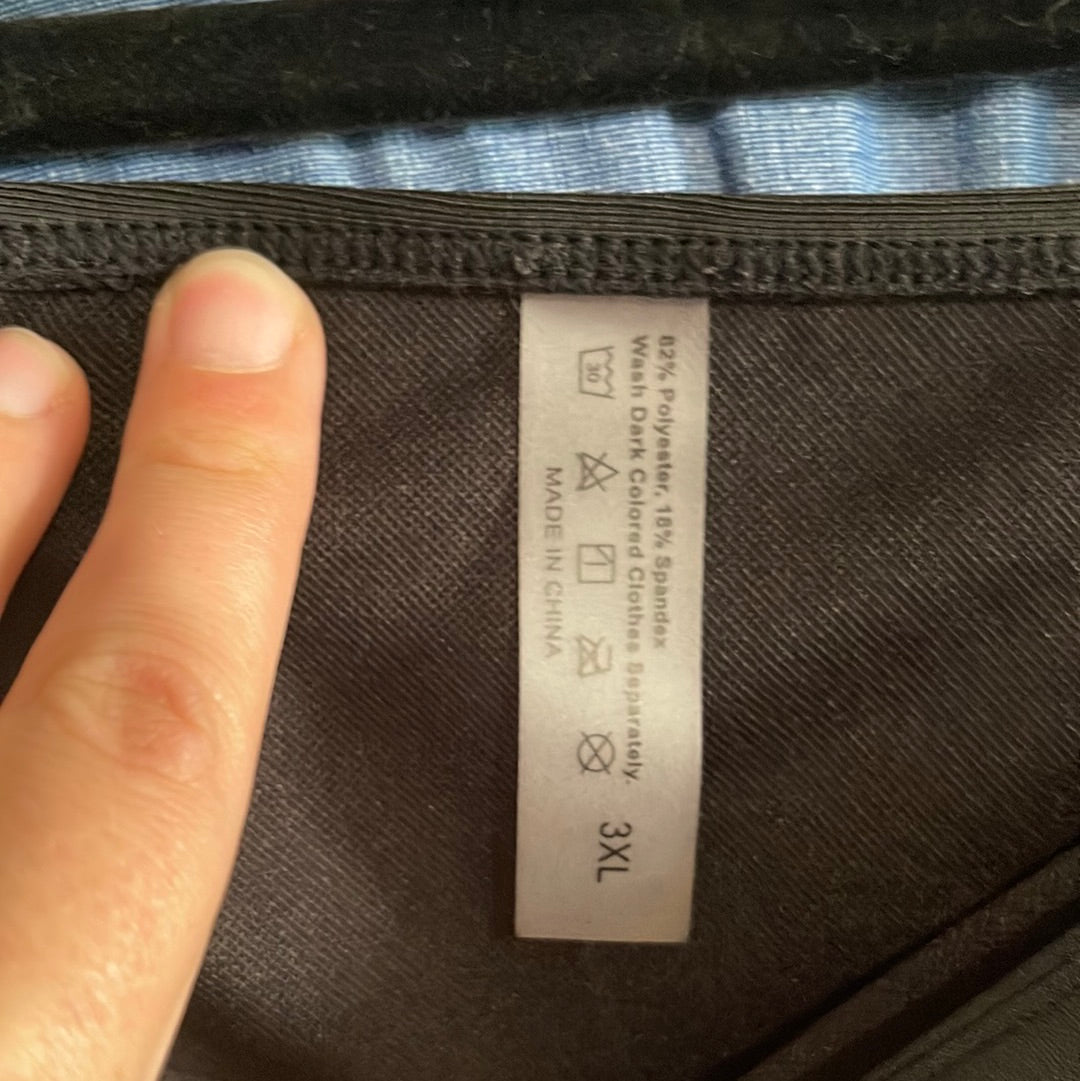 82% Polyester, 18% Spandex
Wash Dark Colored Clothes Separately.
30
MADE IN CHINA
3XL